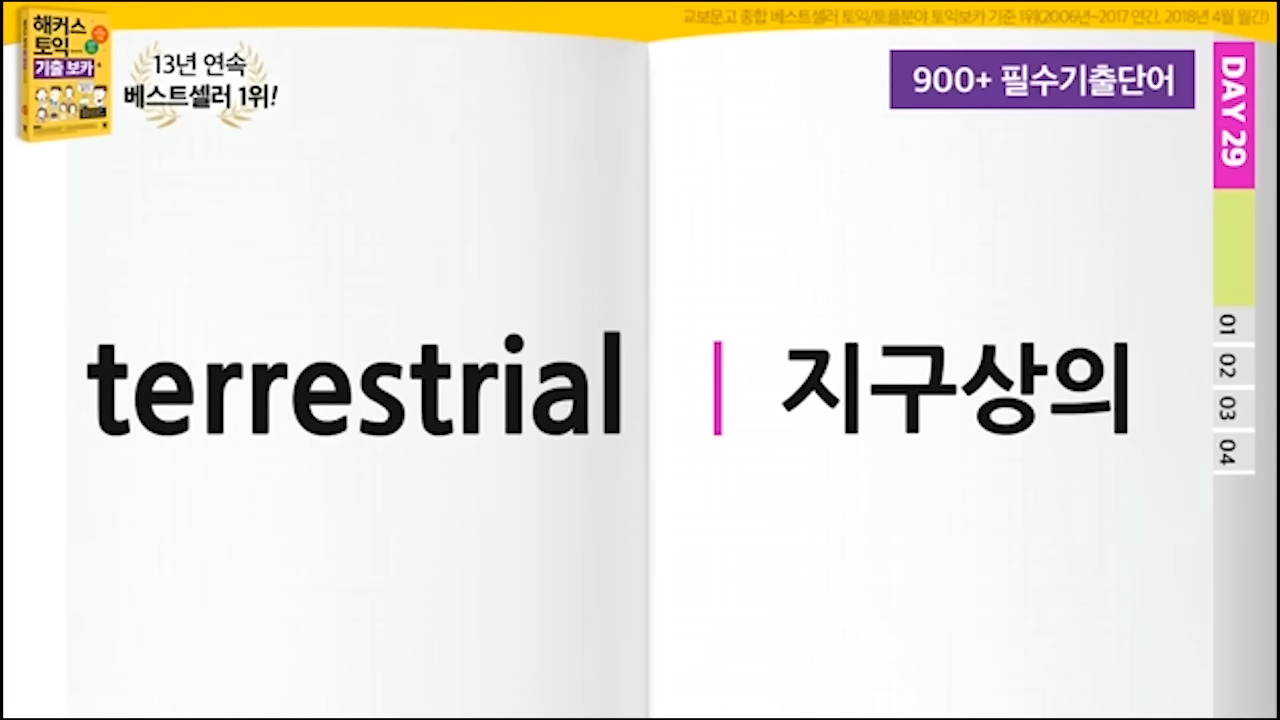 교보문고 종합 베스트셀러 토익/토플분야 토익보카 기준 1위(2006년~2017 연간, 2018년 4월 월간)
해커스
토익
기출 보카
13년 연속
베스트셀러 1위!
900+ 필수기출단어
DAY 29
terrestrial | 지구상의
01
02
03
04